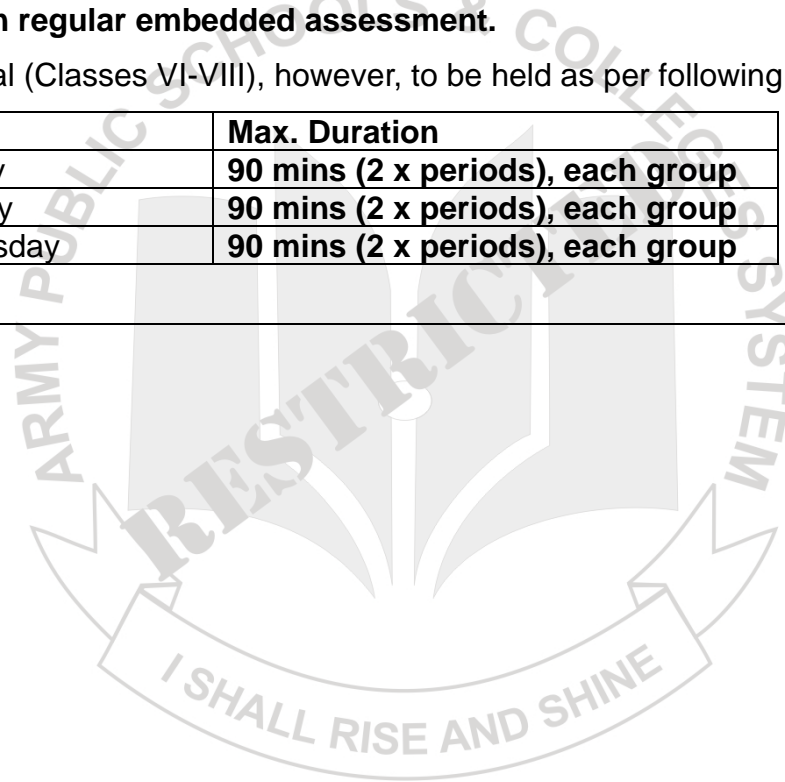 n regular embedded assessment.
al (Classes VI-VIII), however, to be held as per following
Max. Duration
y 90 mins (2 x periods), each group
y 90 mins (2 x periods), each group
sday 90 mins (2 x periods), each group
ARMY PUBLIC SCHOOLS & COLLEGES SYSTEM
RESTRICTED
I SHALL RISE AND SHINE